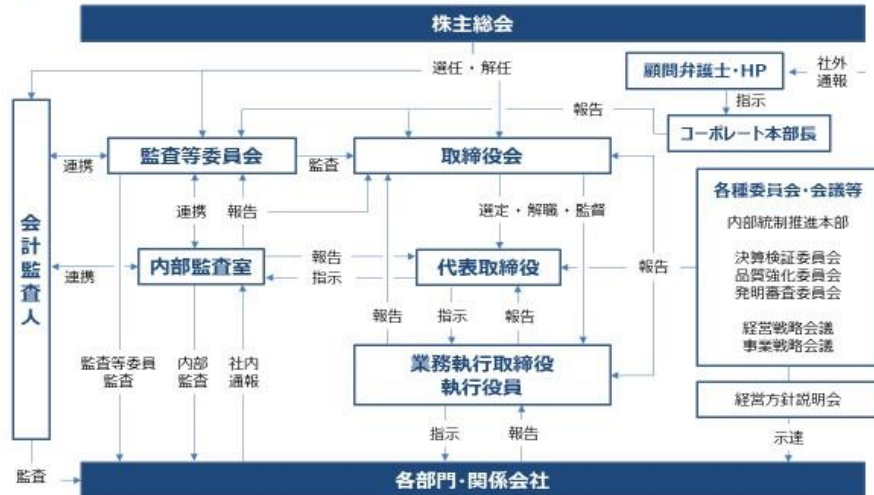 株主総会
選任・解任
顧問弁護士・HP
社外
通報
指示
報告
コーポレート本部長
連携
監査等委員会
監査
取締役会
各種委員会・会議等
内部統制推進本部
決算検証委員会
品質強化委員会
発明審査委員会
経営戦略会議
事業戦略会議
連携
報告
選定・解職・監督
会計監査人
連携
内部監査室
報告
指示
代表取締役
報告
報告
指示
報告
監査等委員
監査
内部
監査
社内
通報
業務執行取締役
執行役員
経営方針説明会
指示
報告
示達
監査
各部門・関係会社